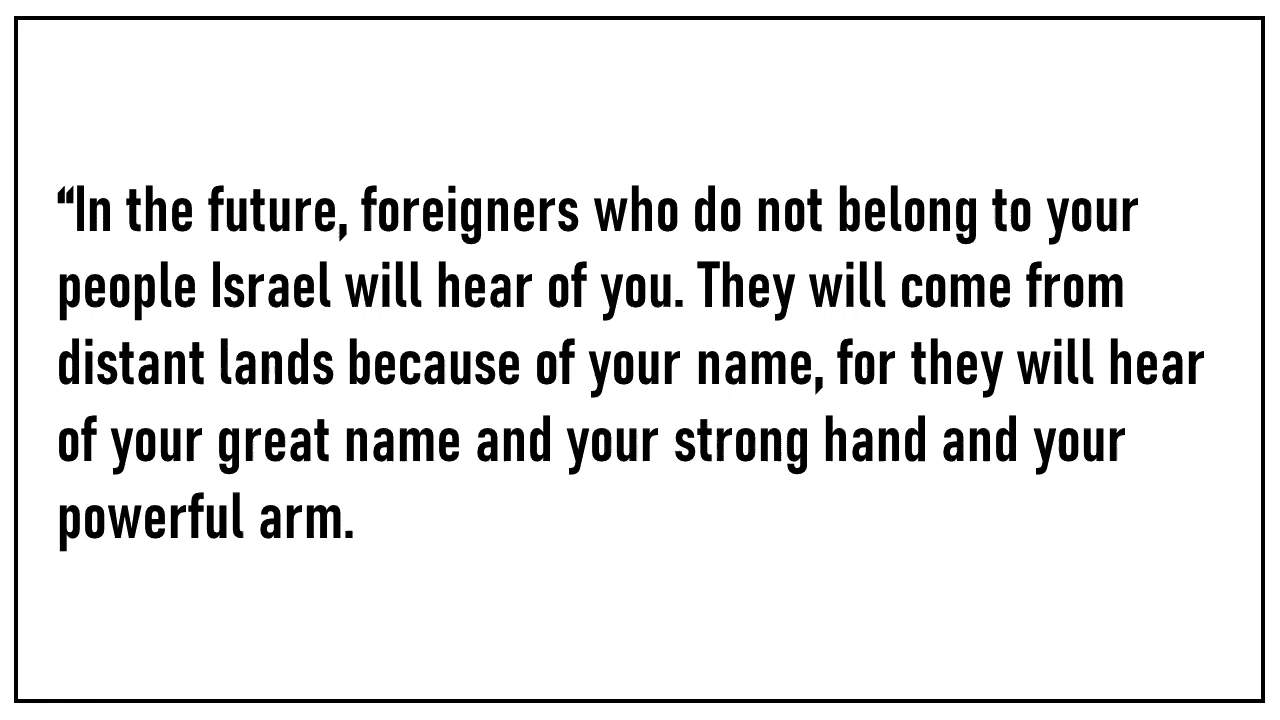 “In the future, foreigners who do not belong to your
people Israel will hear of you. They will come from
distant lands because of your name, for they will hear
of your great name and your strong hand and your
powerful arm.